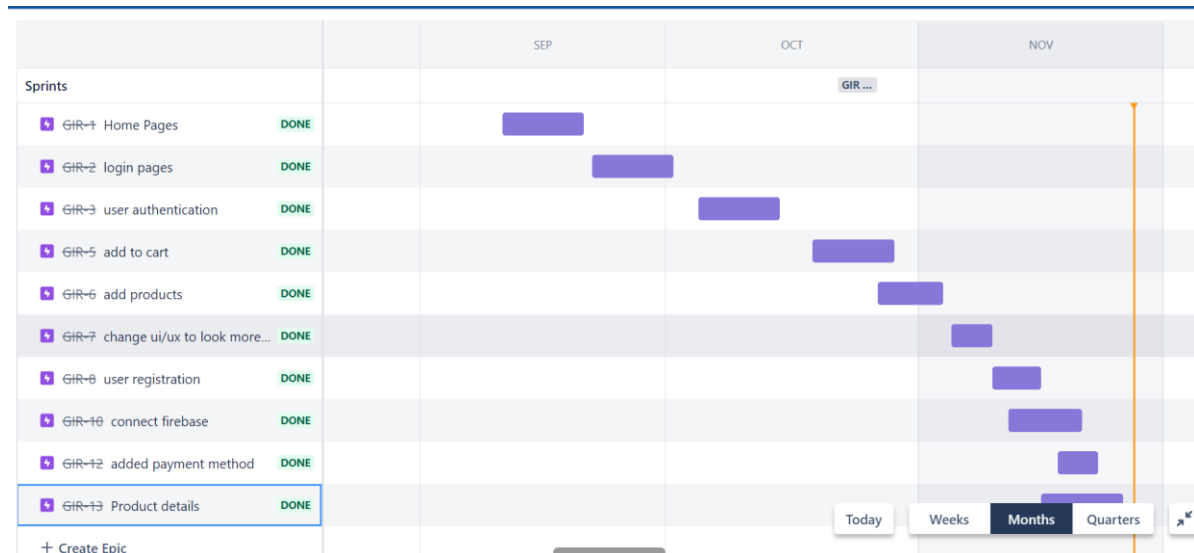 SEP OCT NOV
Sprints GIR ...
GIR-1 Home Pages DONE
GIR-2 login pages DONE
GIR-3 user authentication DONE
GIR-5 add to cart DONE
GIR-6 add products DONE
GIR-7 change ui/ux to look more... DONE
GIR-8 user registration DONE
GIR-10 connect firebase DONE
GIR-12 added payment method DONE
GIR-13 Product details DONE
Today Weeks Months Quarters
+ Create Epic